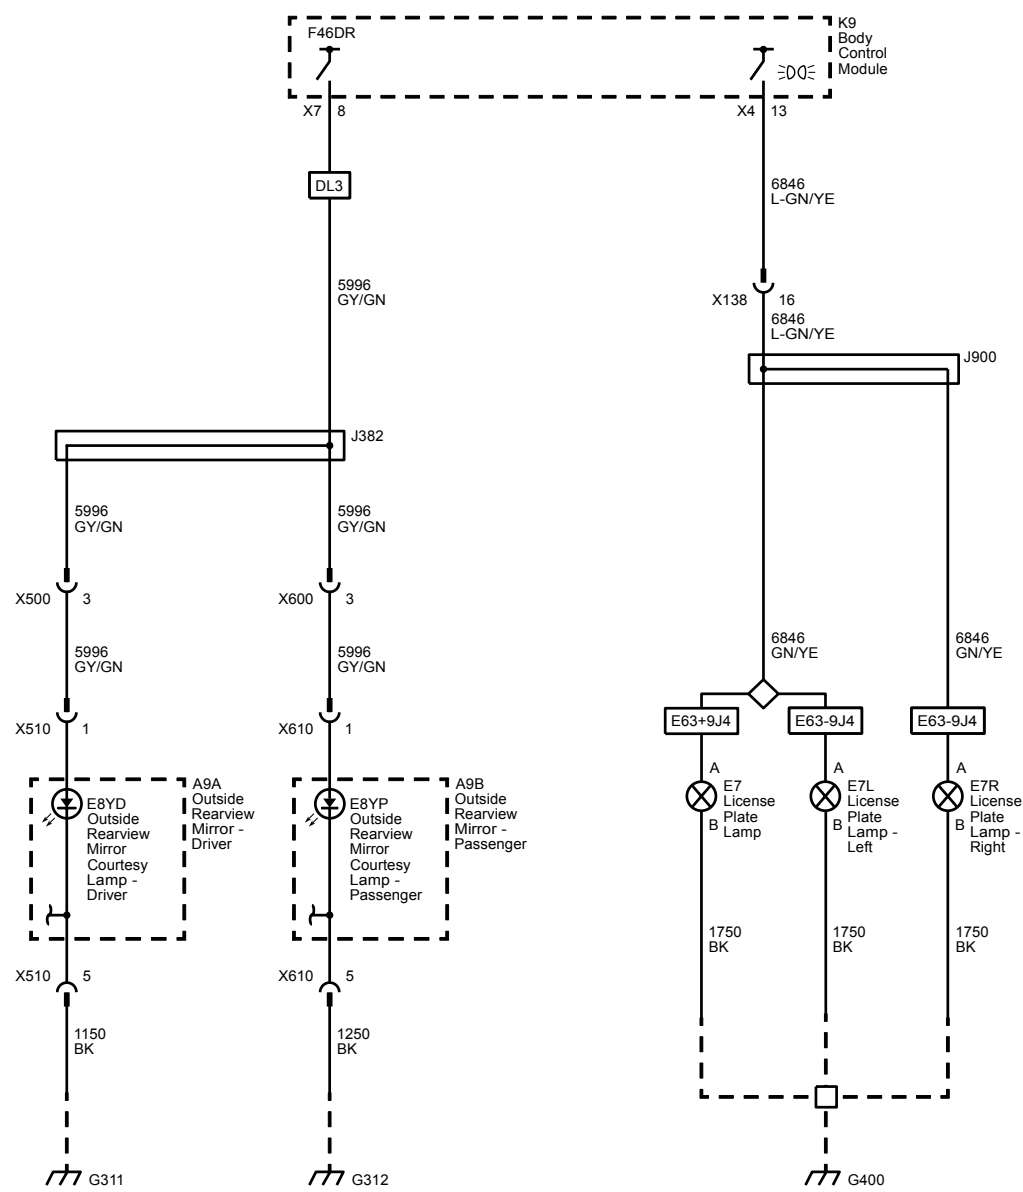 F46DR
K9
Body
Control
Module
X7 8
X4 13
DL3
6846
L-GN/YE
5996
GY/GN
X138 16
6846
L-GN/YE
J900
J382
5996
GY/GN
5996
GY/GN
X500 3
X600 3
5996
GY/GN
5996
GY/GN
6846
GN/YE
6846
GN/YE
X510 1
X610 1
E63+9J4
E63-9J4
E63-9J4
A9A
Outside
Rearview
Mirror -
Driver
E8YD
Outside
Rearview
Mirror
Courtesy
Lamp -
Driver
A9B
Outside
Rearview
Mirror -
Passenger
E8YP
Outside
Rearview
Mirror
Courtesy
Lamp -
Passenger
A
E7
License
Plate
Lamp
B
A
E7L
License
Plate
Lamp -
Left
B
A
E7R
License
Plate
Lamp -
Right
B
1750
BK
1750
BK
1750
BK
X510 5
X610 5
1150
BK
1250
BK
G311
G312
G400